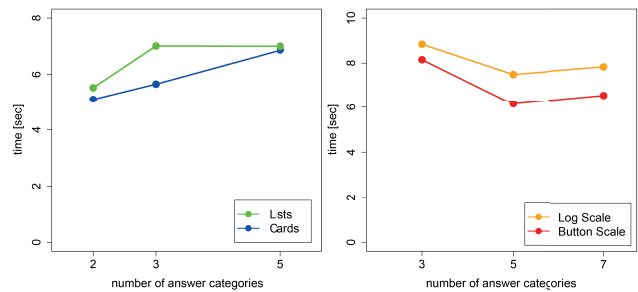 8
6
4
2
0
time [sec]
2 3 5
number of answer categories
Lists
Cards
10
8
6
4
2
0
time [sec]
3 5 7
number of answer categories
Log Scale
Button Scale